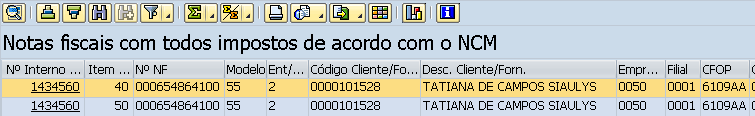 Notas fiscais com todos impostos de acordo com o NCM
Nº Interno ... Item ... Nº NF Modelo Ent/... Código Cliente/Fo... Desc. Cliente/Forn. Empr... Filial CFOP
1434560 40 000654864100 55 2 0000101528 TATIANA DE CAMPOS SIAULYS 0050 0001 6109AA
1434560 50 000654864100 55 2 0000101528 TATIANA DE CAMPOS SIAULYS 0050 0001 6109AA